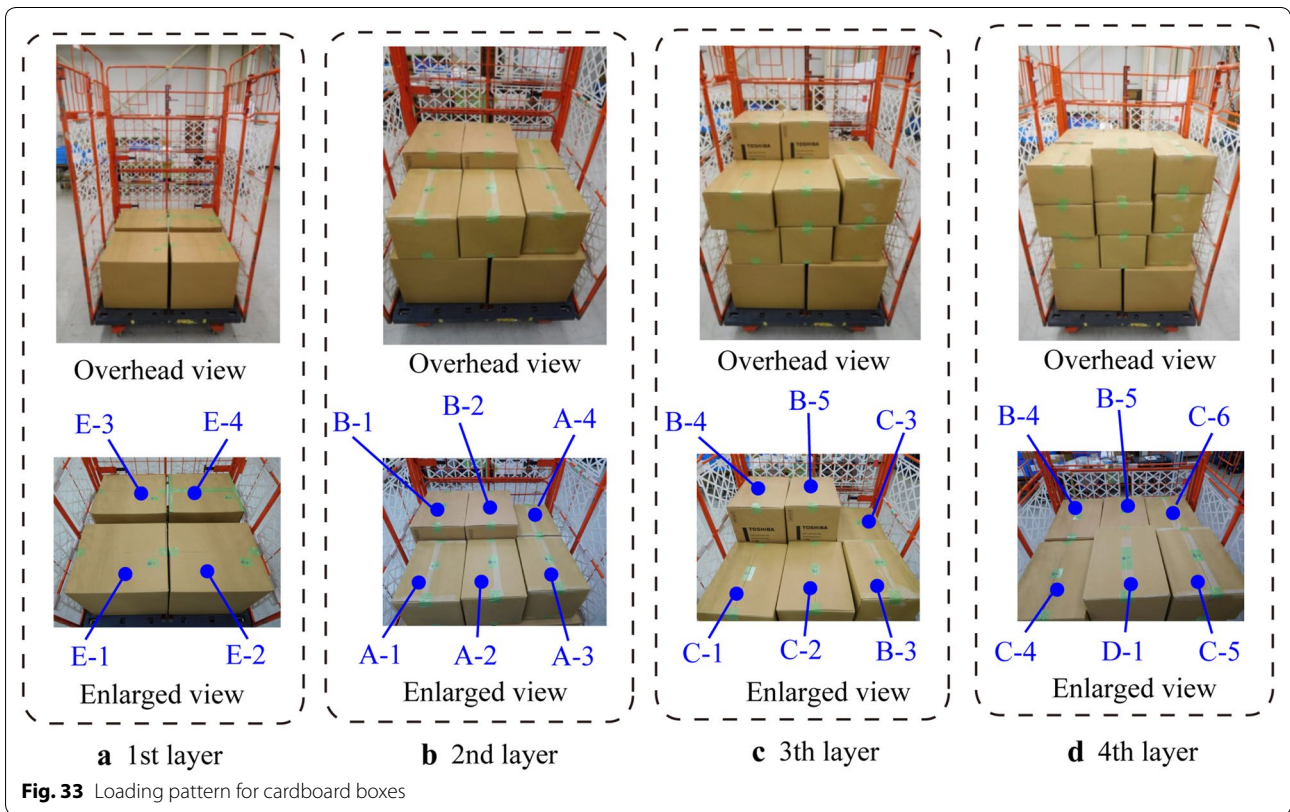 Overhead view
Overhead view
Overhead view
Overhead view
E-3
E-4
E-1
E-2
Enlarged view
B-1
B-2
A-4
A-1
A-2
A-3
Enlarged view
B-4
B-5
C-3
TOSHIBA
TOSHIBA
TOSHIBA
TOSHIBA
C-1
C-2
B-3
Enlarged view
B-4
B-5
C-6
C-4
D-1
C-5
Enlarged view
a 1st layer
b 2nd layer
c 3th layer
d 4th layer
Fig. 33 Loading pattern for cardboard boxes